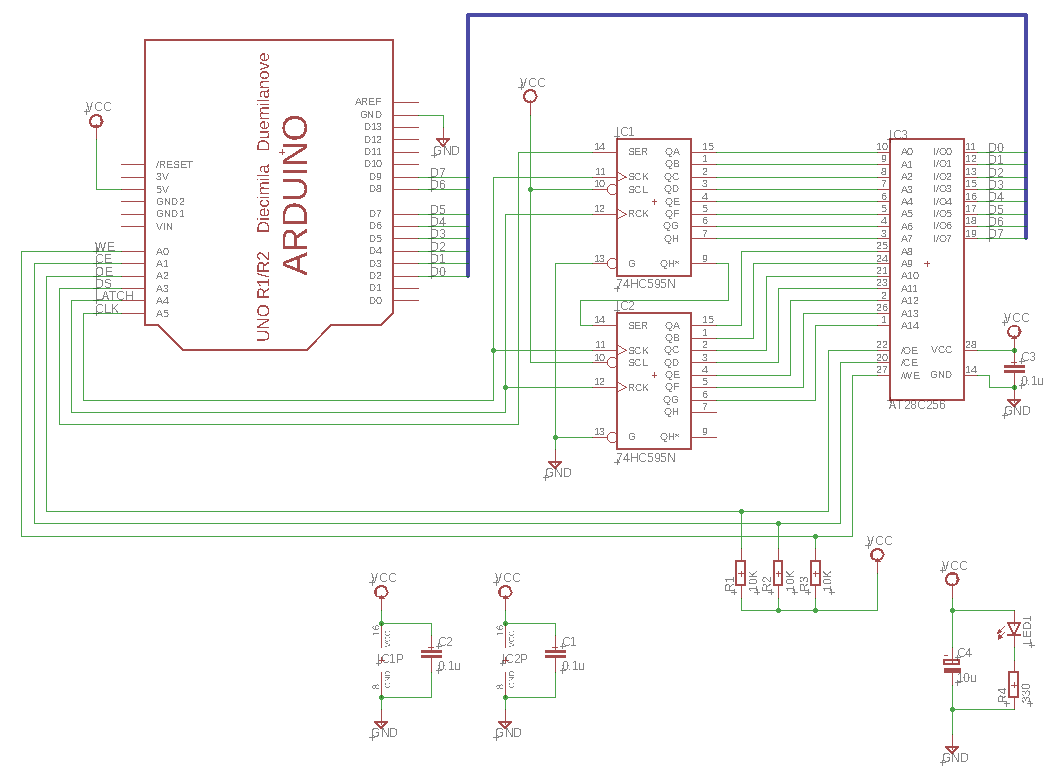 VCC
ARDUINO
UNO R1/R2 Diecimila Duemilanove
/RESET
3V
5V
GND2
GND1
VIN
A0
A1
A2
A3
A4
A5
WE
CE
OE
DS
LATCH
CLK
AREF
GND
D13
D12
D11
D10
D9
D8
D7
D6
D5
D4
D3
D2
D1
D0
GND
D7
D6
D5
D4
D3
D2
D1
D0
VCC
IC1
14 SER QA 15
QB 1
11 SCK QC 2
10 SCL QD 3
QE 4
12 RCK QF 5
QG 6
QH 7
13 G QH* 9
74HC595N
IC2
14 SER QA 15
QB 1
11 SCK QC 2
10 SCL QD 3
QE 4
12 RCK QF 5
QG 6
QH 7
13 G QH* 9
74HC595N
GND
IC3
10 A0 I/O0 11 D0
9 A1 I/O1 12 D1
8 A2 I/O2 13 D2
7 A3 I/O3 15 D3
6 A4 I/O4 16 D4
5 A5 I/O5 17 D5
4 A6 I/O6 18 D6
3 A7 I/O7 19 D7
25 A8
24 A9
21 A10
23 A11
2 A12
26 A13
1 A14
22 /OE VCC 28
20 /CE
27 /WE GND 14
AT28C256
VCC
C3
0.1u
GND
R1
10K
R2
10K
R3
10K
VCC
VCC
16
VCC
IC1P
GND
8
C2
0.1u
GND
VCC
16
VCC
IC2P
GND
8
C1
0.1u
GND
VCC
C4
10u
LED1
R4
330
GND